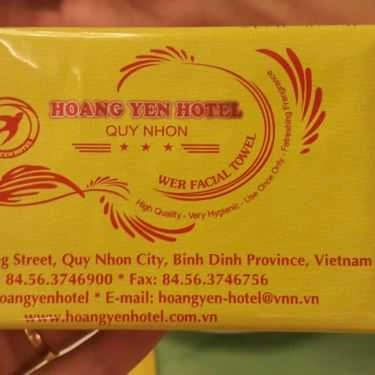 HOANG YEN HOTEL
QUY NHON
WER FACIAL TOWEL
High Quality - Very Hygienic - Use Once Only - Refreshing Frengrance
Street, Quy Nhon City, Binh Dinh Province, Vietnam
84.56.3746900 * Fax: 84.56.3746756
* E-mail: hoangyen-hotel@vnn.vn
www.hoangyenhotel.com.vn